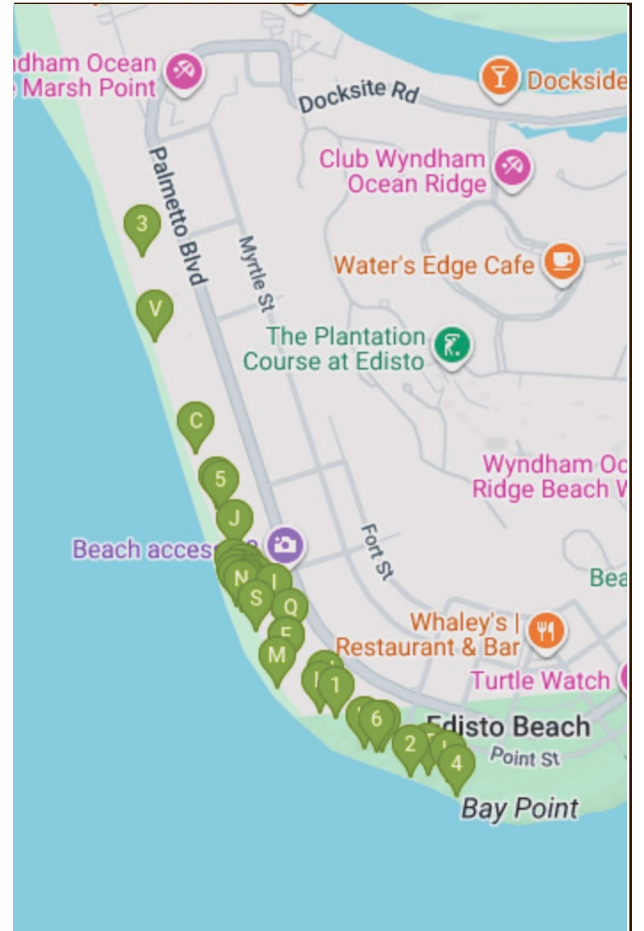 ndham Ocean
Marsh Point
Docksite Rd
Dockside
Club Wyndham
Ocean Ridge
Palmetto Blvd
3
Myrtle St
Water's Edge Cafe
V
The Plantation
Course at Edisto
C
5
Wyndham Oc
Ridge Beach W
J
Beach access
Fort St
N
I
S
Q
Bea
Whaley's |
Restaurant & Bar
M
Turtle Watch
1
6
Edisto Beach
2
Point St
4
Bay Point